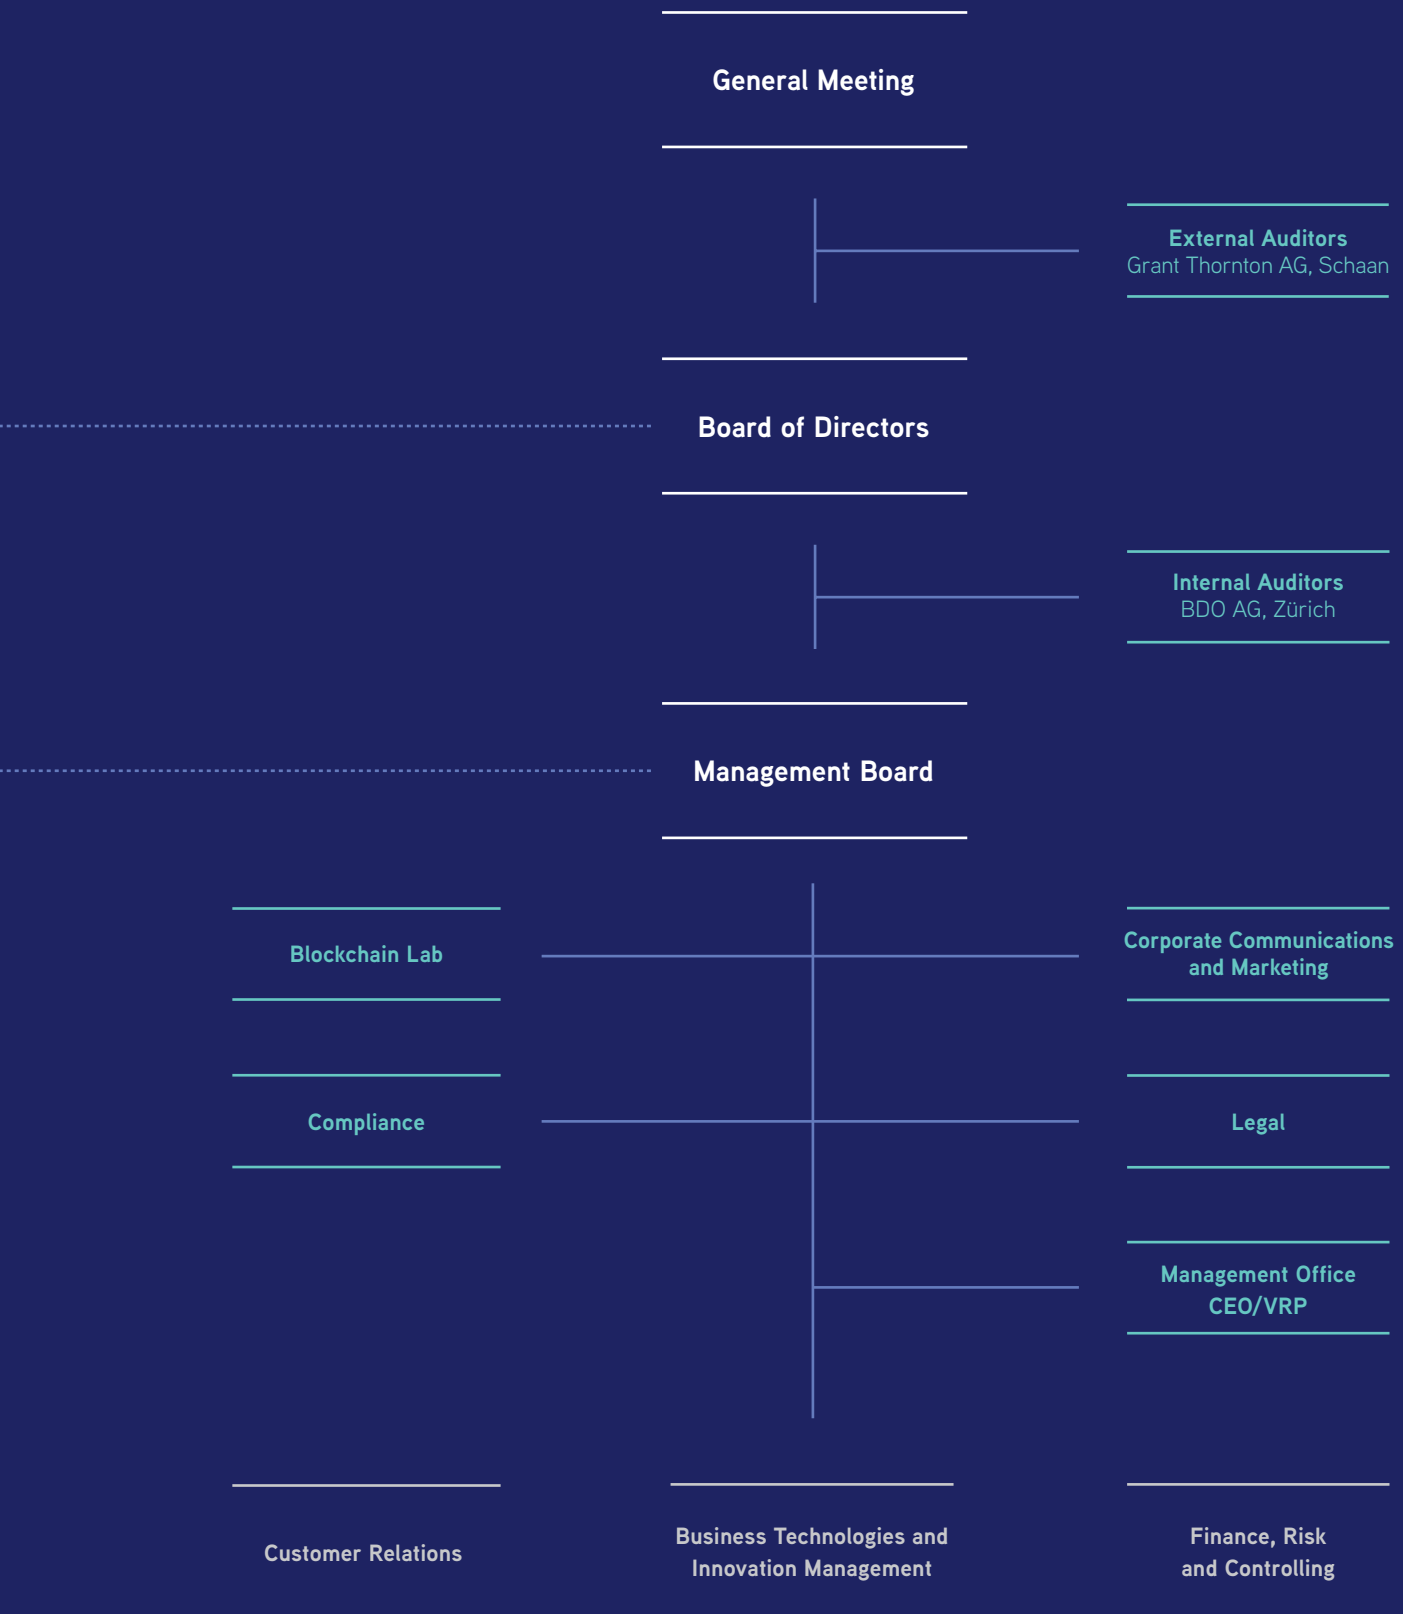 General Meeting
External Auditors
Grant Thornton AG, Schaan
Board of Directors
Internal Auditors
BDO AG, Zürich
Management Board
Blockchain Lab
Corporate Communications
and Marketing
Compliance
Legal
Management Office
CEO/VRP
Customer Relations
Business Technologies and
Innovation Management
Finance, Risk
and Controlling